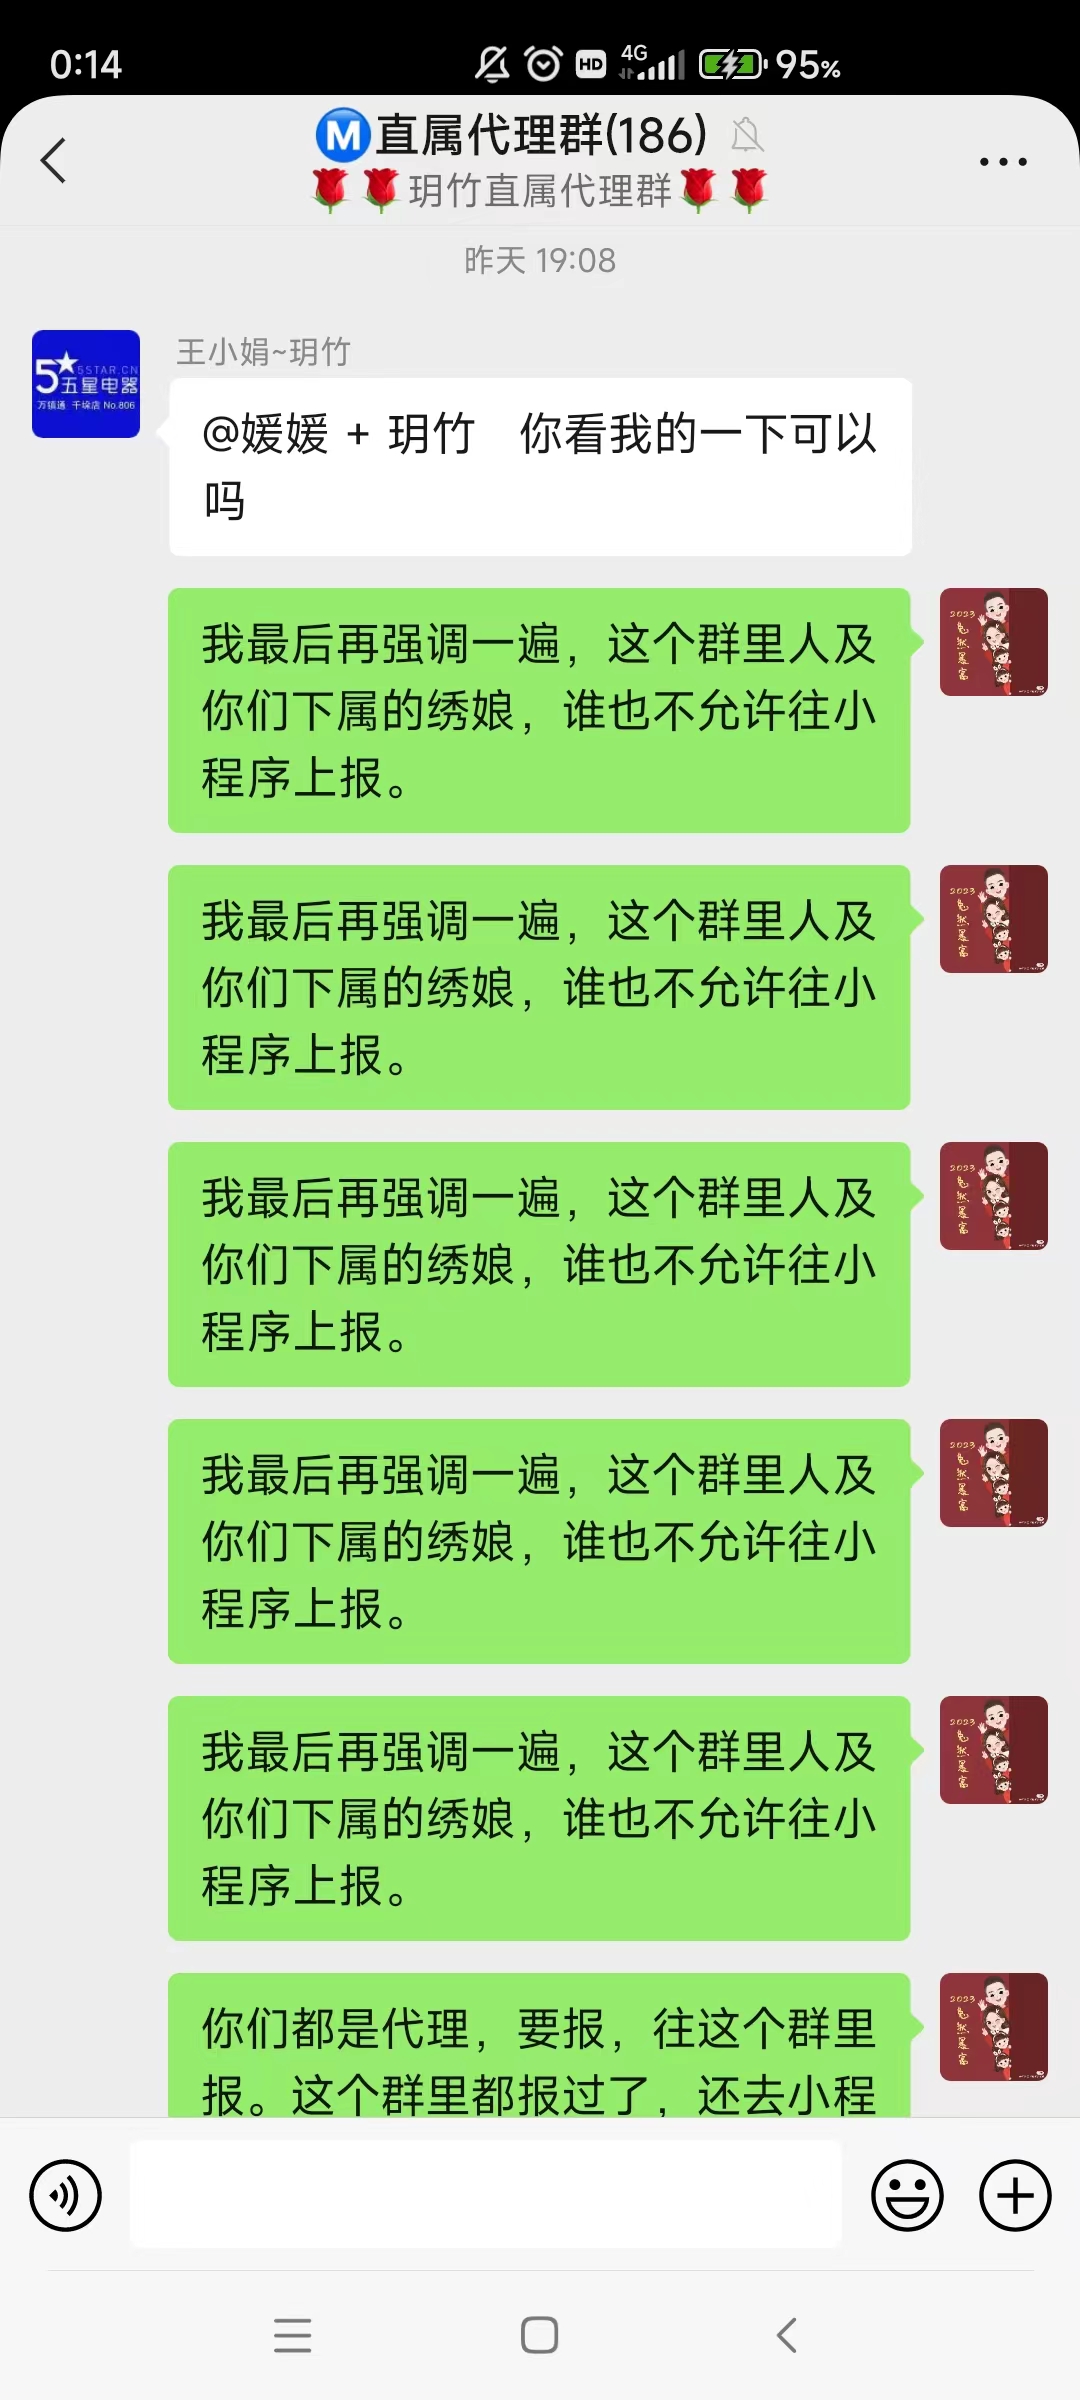 0:14
HD
4G
95%
Ⓜ️直属代理群(186)
🌹🌹玥竹直属代理群🌹🌹
昨天 19:08
5STAR.CN
5五星电器
万镇通·千垛店 No.806
王小娟~玥竹
@媛媛 + 玥竹 你看我的一下可以
吗
我最后再强调一遍，这个群里人及
你们下属的绣娘，谁也不允许往小
程序上报。
2023
我最后再强调一遍，这个群里人及
你们下属的绣娘，谁也不允许往小
程序上报。
2023
我最后再强调一遍，这个群里人及
你们下属的绣娘，谁也不允许往小
程序上报。
2023
我最后再强调一遍，这个群里人及
你们下属的绣娘，谁也不允许往小
程序上报。
2023
我最后再强调一遍，这个群里人及
你们下属的绣娘，谁也不允许往小
程序上报。
2023
你们都是代理，要报，往这个群里
报。这个群里都报过了，还去小程
2023